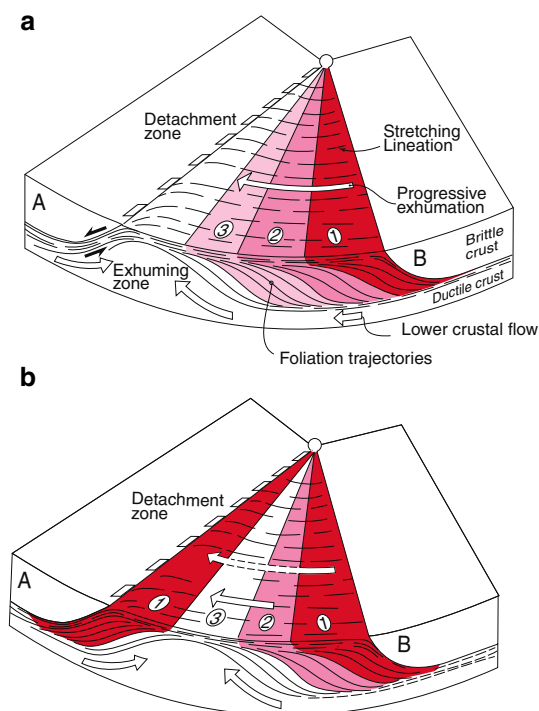 a
Detachment
zone
Stretching
Lineation
Progressive
exhumation
A
3
2
1
B
Brittle
crust
Exhuming
zone
Ductile crust
Lower crustal flow
Foliation trajectories
b
Detachment
zone
A
1
3
2
1
B